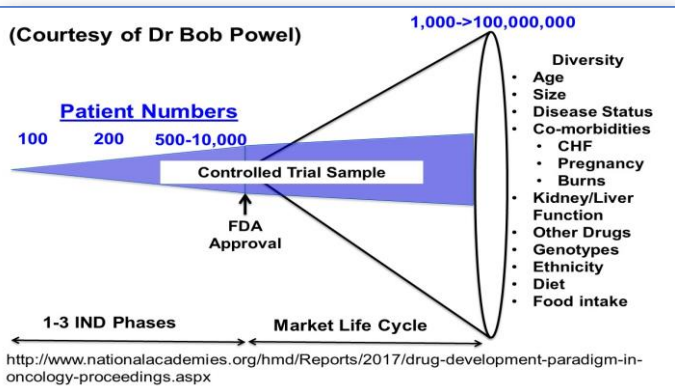 1,000->100,000,000
(Courtesy of Dr Bob Powel)
Patient Numbers
100 200 500-10,000
Controlled Trial Sample
FDA
Approval
Diversity
• Age
• Size
• Disease Status
• Co-morbidities
• CHF
• Pregnancy
• Burns
• Kidney/Liver
Function
• Other Drugs
• Genotypes
• Ethnicity
• Diet
• Food intake
1-3 IND Phases
Market Life Cycle
http://www.nationalacademies.org/hmd/Reports/2017/drug-development-paradigm-in-
oncology-proceedings.aspx